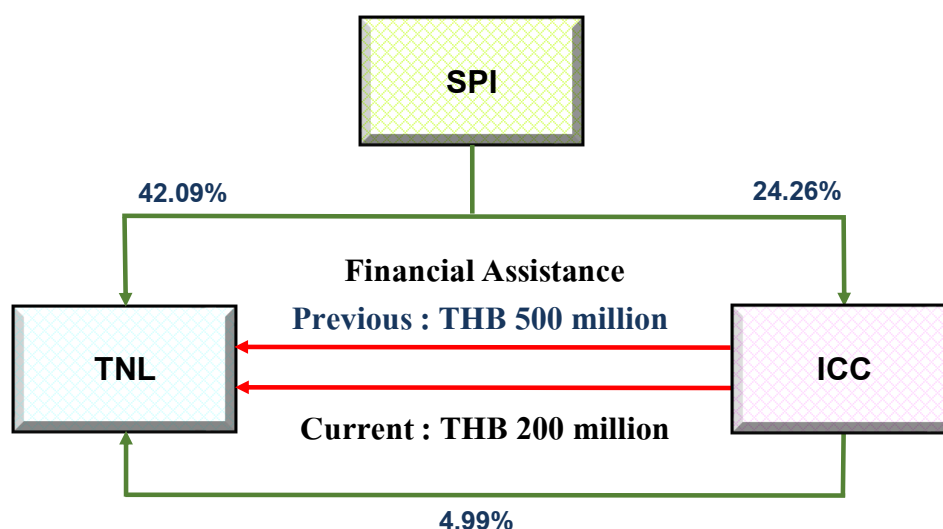 SPI
42.09%
24.26%
Financial Assistance
Previous : THB 500 million
TNL
ICC
Current : THB 200 million
4.99%